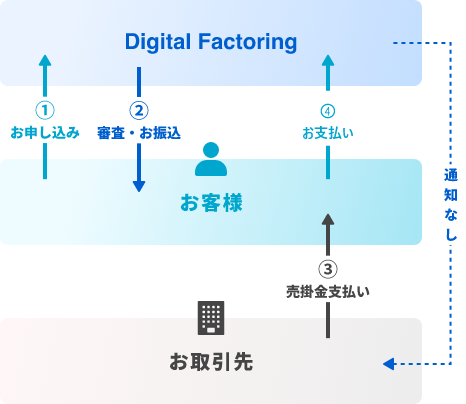 Digital Factoring
①
お申し込み
②
審査・お振込
④
お支払い
通知なし
お客様
③
売掛金支払い
お取引先